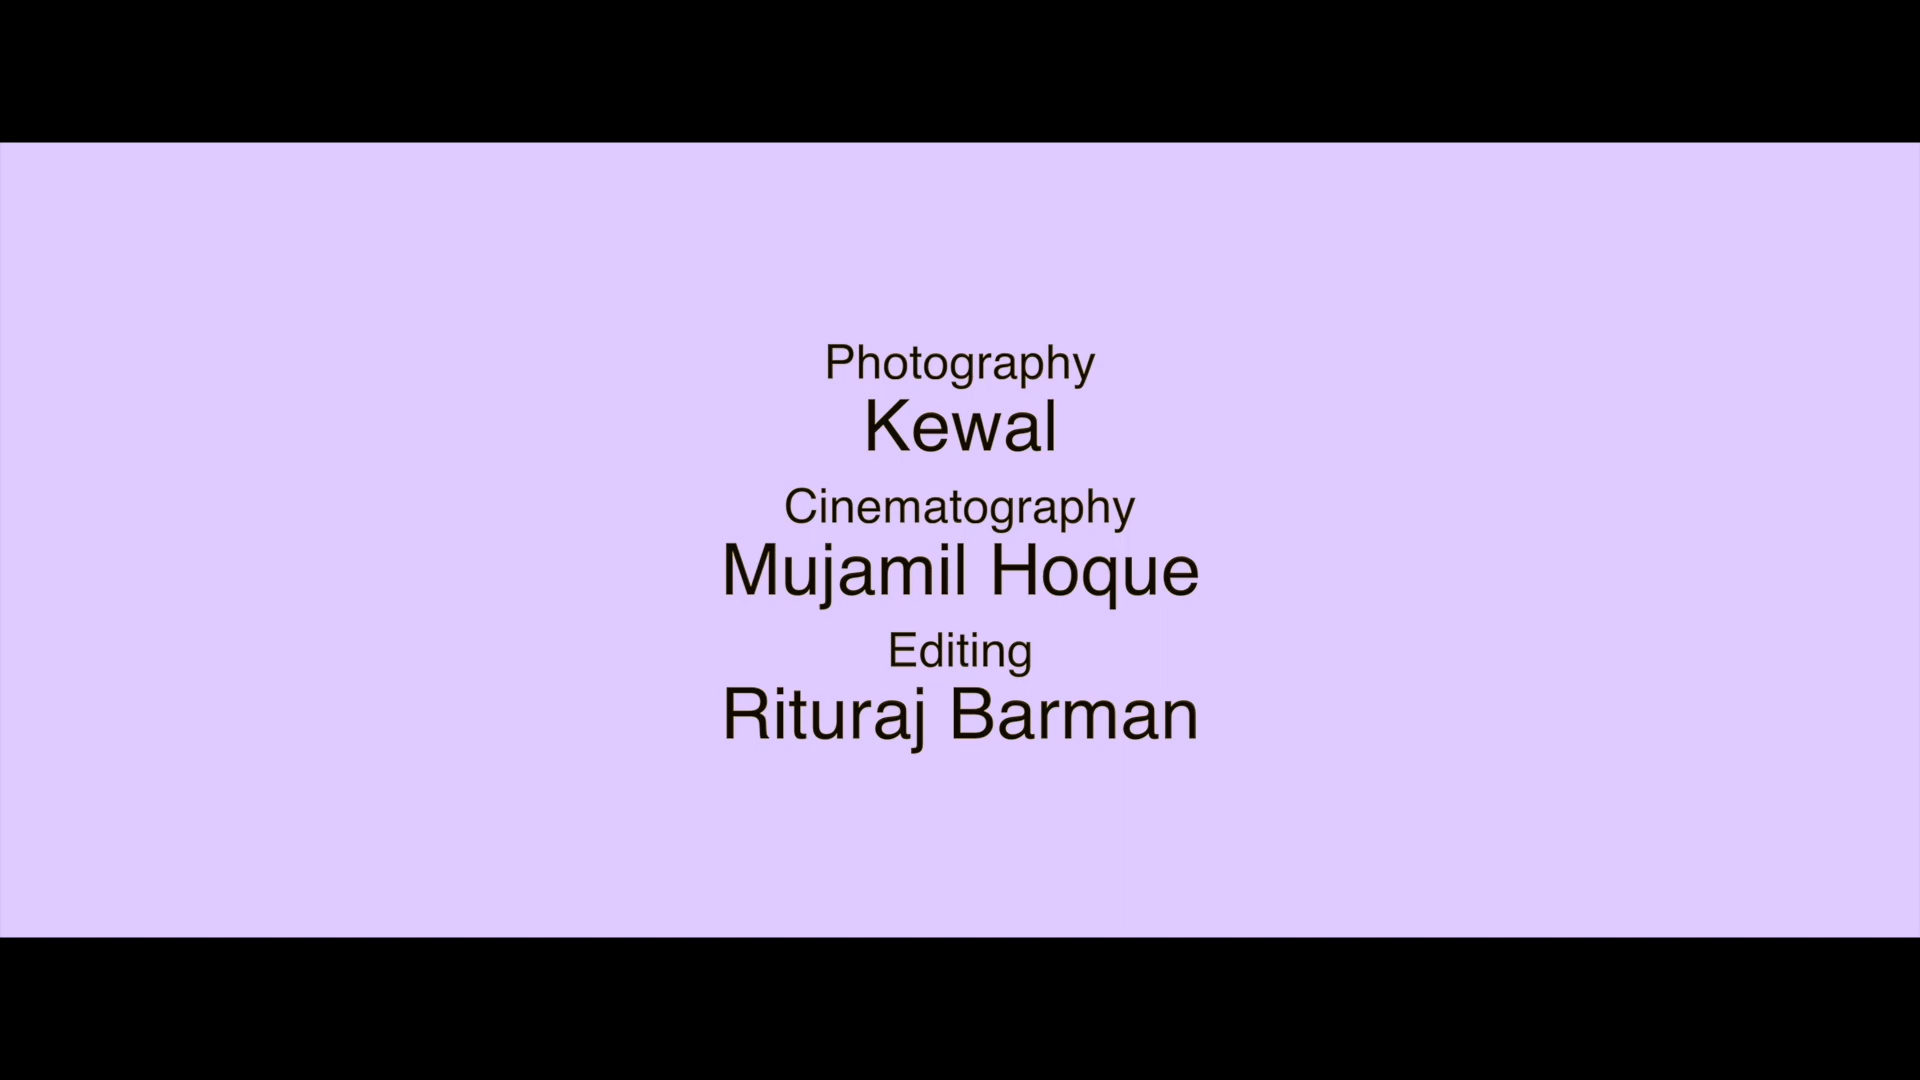 Photography
Kewal
Cinematography
Mujamil Hoque
Editing
Rituraj Barman